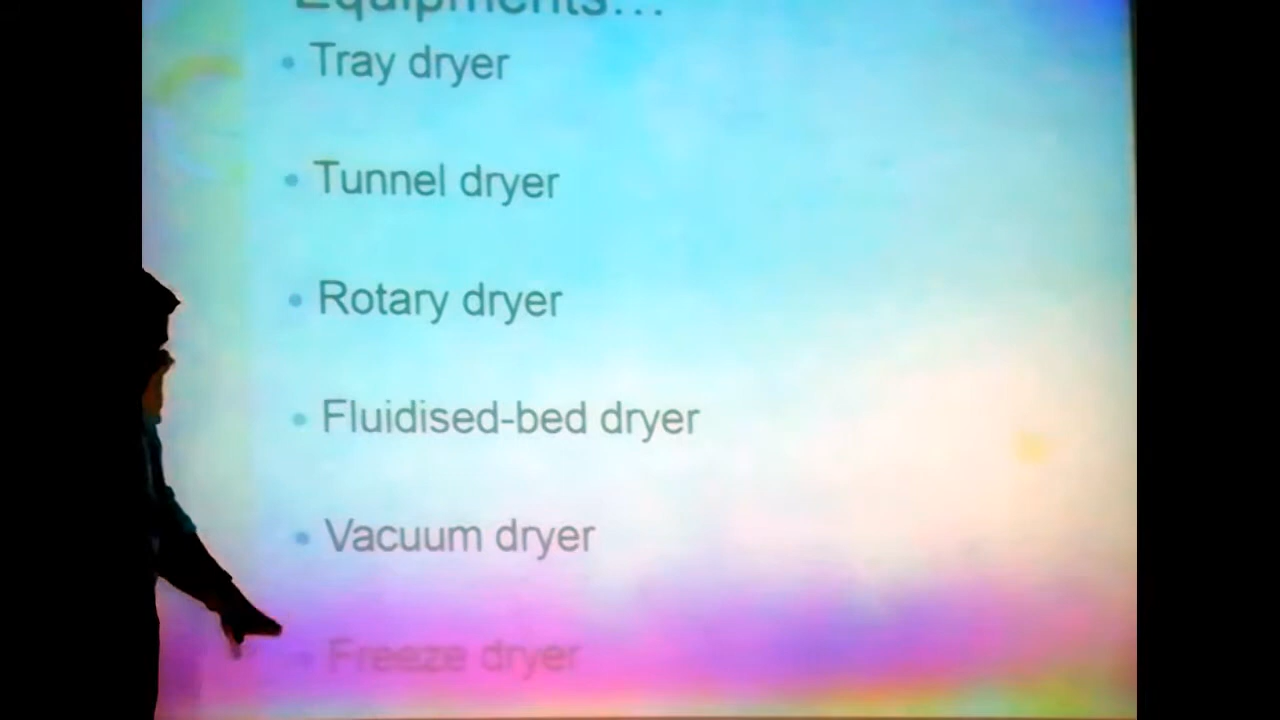 Equipments...
• Tray dryer
• Tunnel dryer
• Rotary dryer
• Fluidised-bed dryer
• Vacuum dryer
• Freeze dryer